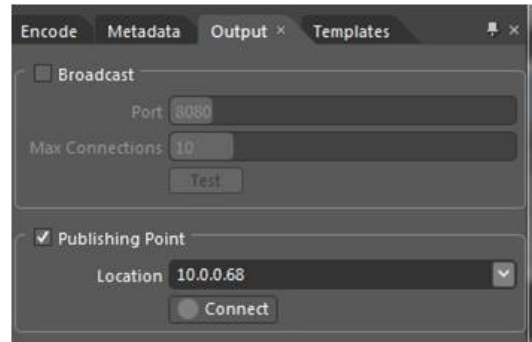 Encode Metadata Output × Templates
Broadcast
Port 8080
Max Connections 10
Test
Publishing Point
Location 10.0.0.68
Connect